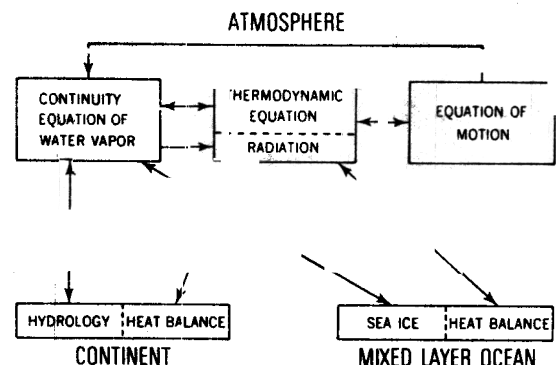 ATMOSPHERE
CONTINUITY
EQUATION OF
WATER VAPOR
THERMODYNAMIC
EQUATION
RADIATION
EQUATION OF
MOTION
HYDROLOGY
HEAT BALANCE
SEA ICE
HEAT BALANCE
CONTINENT
MIXED LAYER OCEAN